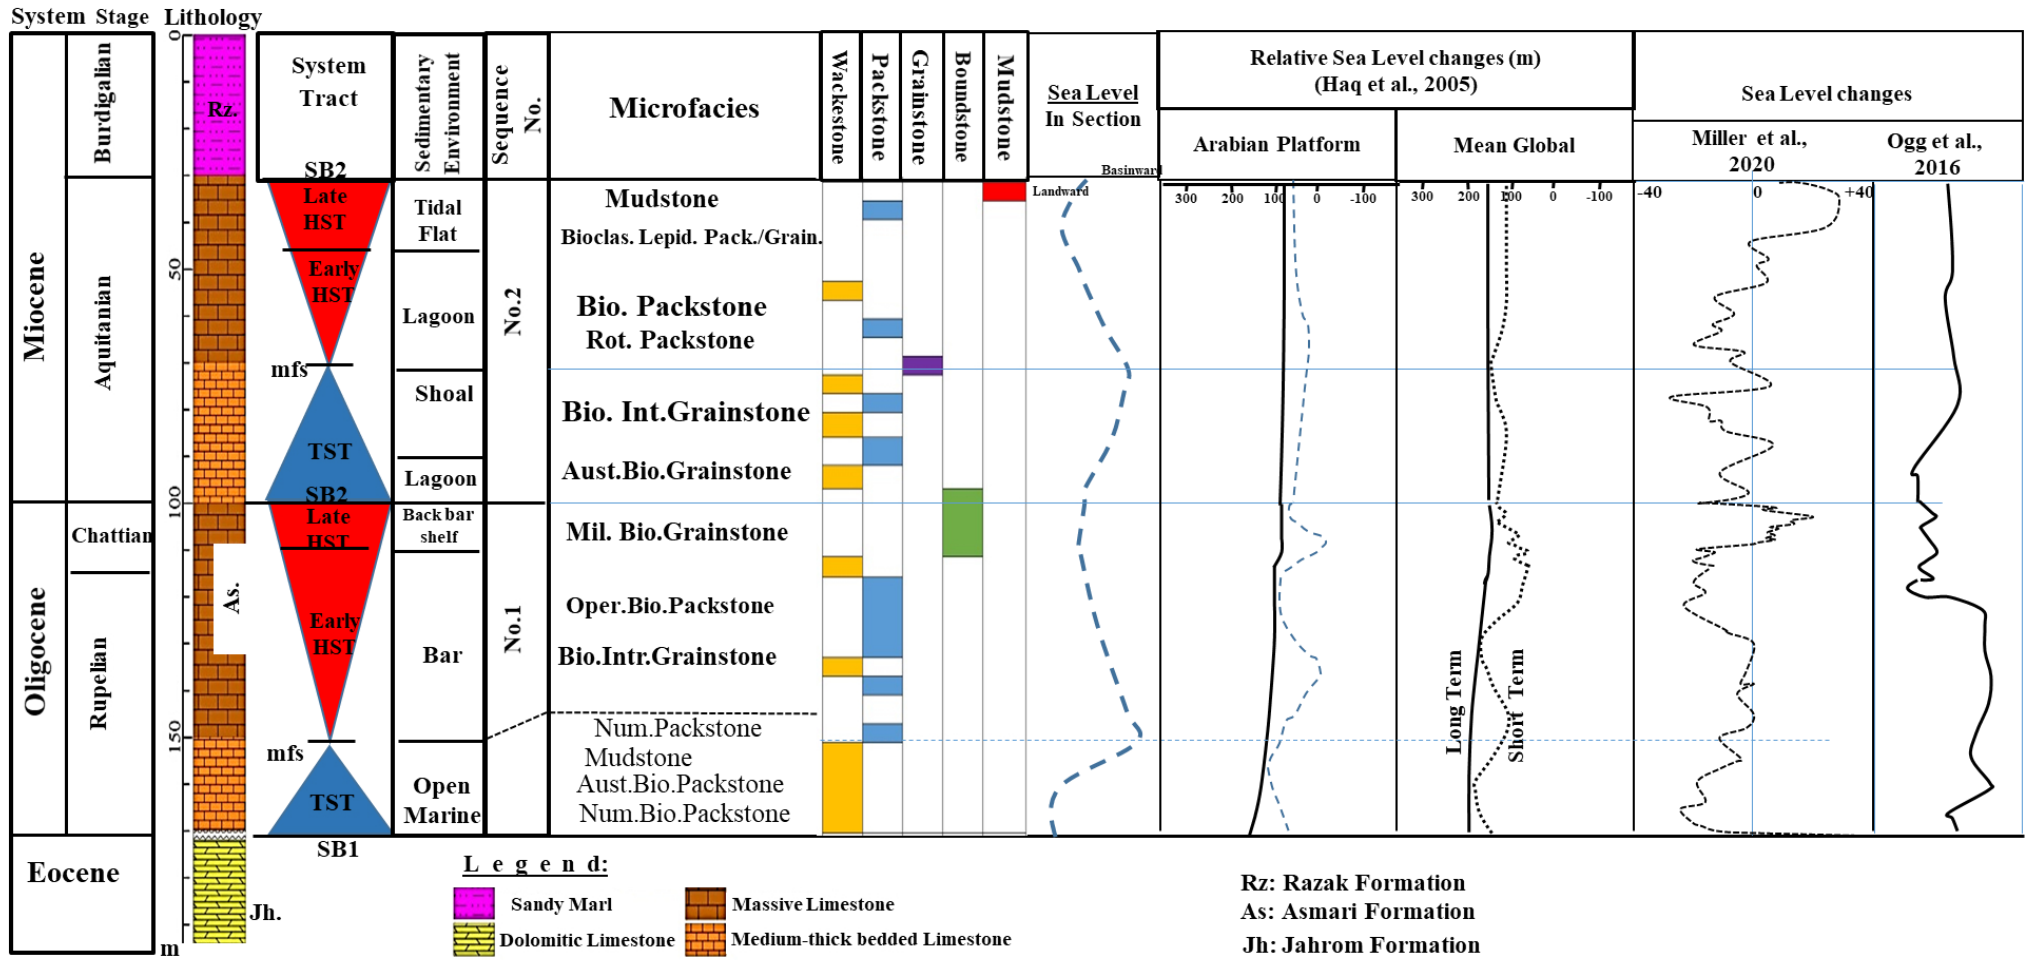 System Stage Lithology
Miocene
Oligocene
Eocene
Burdigalian
Aquitanian
Chattian
Rupelian
0
50
100
150
m
Rz.
As.
Jh.
System
Tract
SB2
Late
HST
Early
HST
mfs
TST
SB2
Late
HST
Early
HST
mfs
TST
SB1
Sedimentary
Environment
Tidal
Flat
Lagoon
Shoal
Lagoon
Back bar
shelf
Bar
Open
Marine
Sequence
No.
No.2
No.1
Microfacies
Mudstone
Bioclas. Lepid. Pack./Grain.
Bio. Packstone
Rot. Packstone
Bio. Int.Grainstone
Aust.Bio.Grainstone
Mil. Bio.Grainstone
Oper.Bio.Packstone
Bio.Intr.Grainstone
Num.Packstone
Mudstone
Aust.Bio.Packstone
Num.Bio.Packstone
Wackestone
Packstone
Grainstone
Boundstone
Mudstone
Sea Level
In Section
Basinward
Landward
Relative Sea Level changes (m)
(Haq et al., 2005)
Arabian Platform
300 200 100 0 -100
Mean Global
300 200 100 0 -100
Long Term
Short Term
Sea Level changes
Miller et al.,
2020
-40 0 +40
Ogg et al.,
2016
Legend:
Sandy Marl
Massive Limestone
Dolomitic Limestone
Medium-thick bedded Limestone
Rz: Razak Formation
As: Asmari Formation
Jh: Jahrom Formation